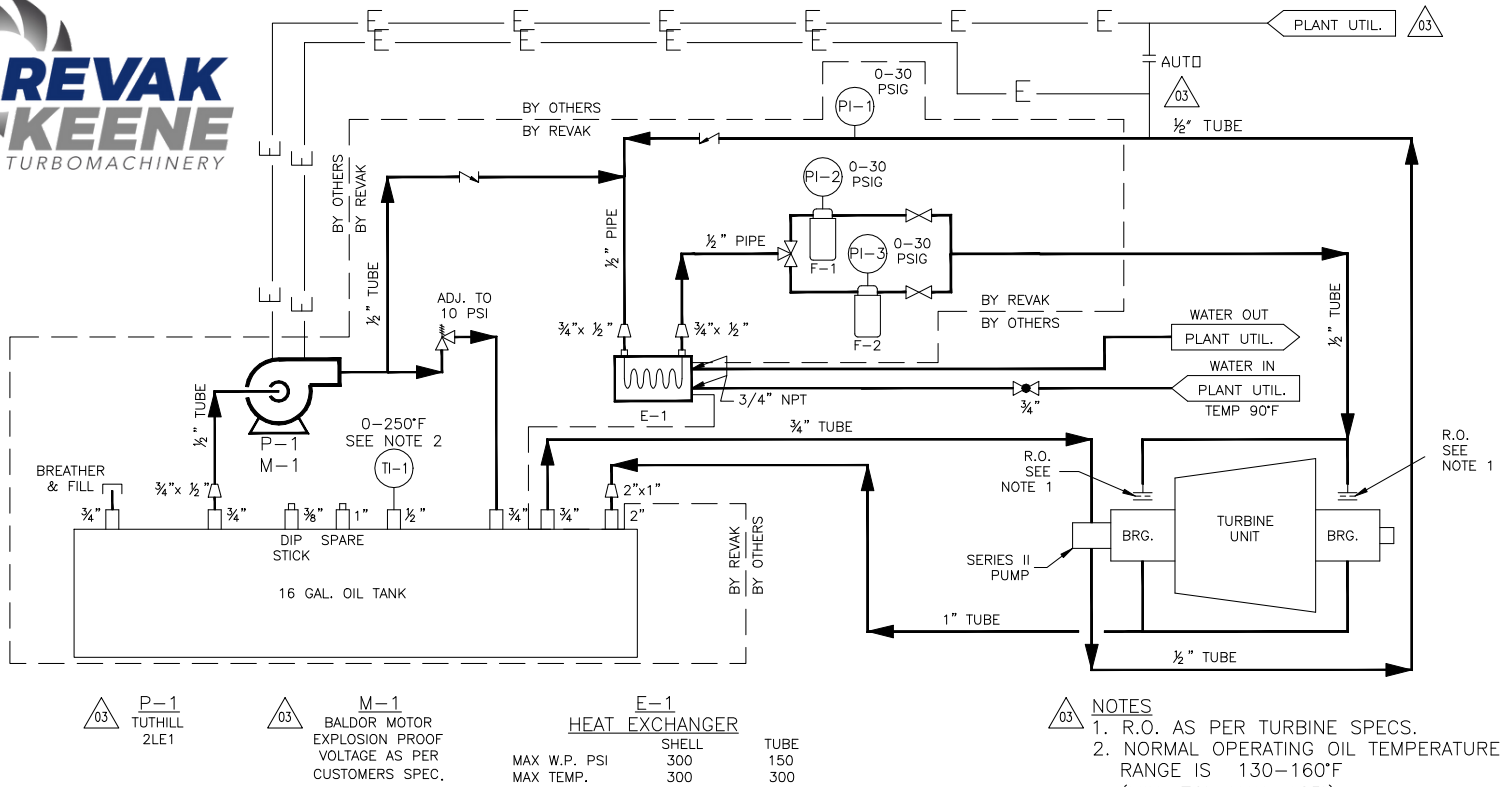 REVAK
KEENE
TURBOMACHINERY
E E E E E E
E E E E
PLANT UTIL.
03
AUTO
03
E
E
E
E
E
BY OTHERS
BY REVAK
BY OTHERS
BY REVAK
0-30
PSIG
PI-1
½" TUBE
PI-2
0-30
PSIG
F-1
PI-3
0-30
PSIG
F-2
½" PIPE
½" PIPE
½" TUBE
ADJ. TO
10 PSI
¾"x ½"
¾"x ½"
BY REVAK
BY OTHERS
WATER OUT
PLANT UTIL.
WATER IN
PLANT UTIL.
TEMP 90°F
¾"
½" TUBE
3/4" NPT
E-1
½" TUBE
P-1
M-1
0-250°F
SEE NOTE 2
TI-1
¾" TUBE
BREATHER
& FILL
¾"
¾"x ½"
¾"
⅜"
1"
½"
¾"
¾"
2"x1"
2"
DIP
STICK
SPARE
16 GAL. OIL TANK
BY REVAK
BY OTHERS
R.O.
SEE
NOTE 1
R.O.
SEE
NOTE 1
BRG.
TURBINE
UNIT
BRG.
SERIES II
PUMP
1" TUBE
½" TUBE
03
P-1
TUTHILL
2LE1
03
M-1
BALDOR MOTOR
EXPLOSION PROOF
VOLTAGE AS PER
CUSTOMERS SPEC.
E-1
HEAT EXCHANGER
SHELL TUBE
MAX W.P. PSI 300 150
MAX TEMP. 300 300
03
NOTES
1. R.O. AS PER TURBINE SPECS.
2. NORMAL OPERATING OIL TEMPERATURE
RANGE IS 130-160°F